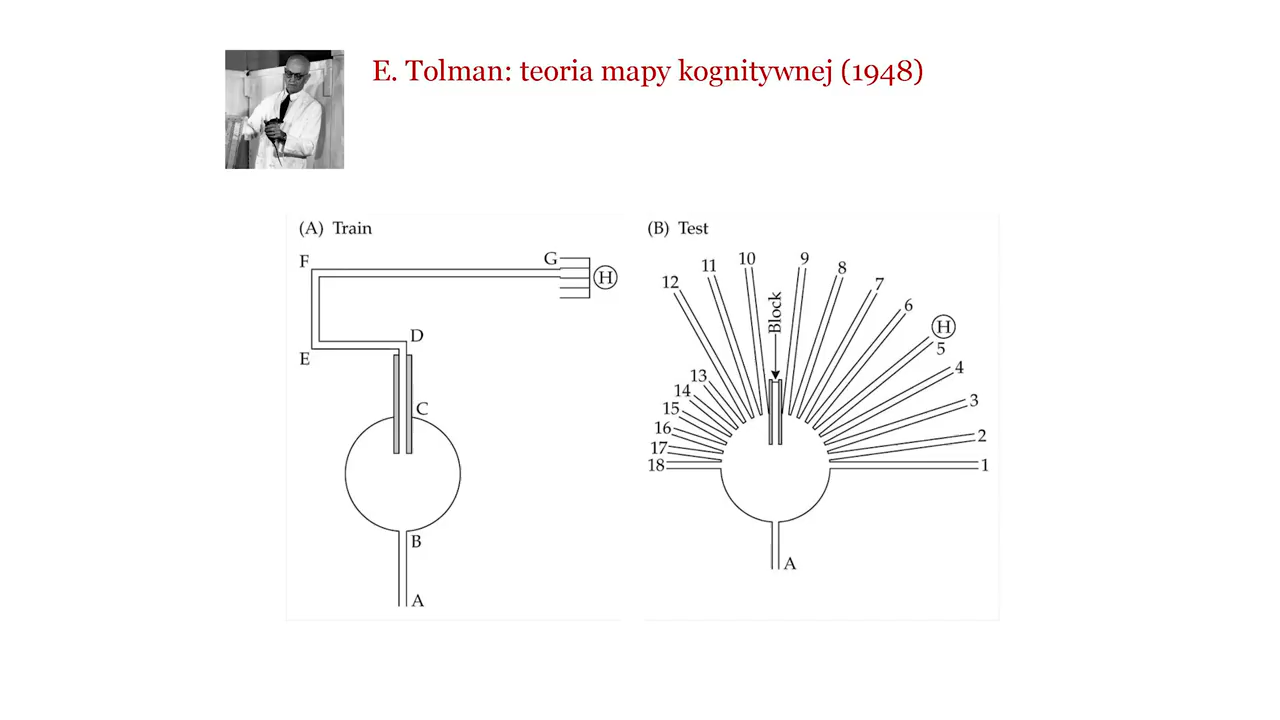 E. Tolman: teoria mapy kognitywnej (1948)
(A) Train
F
G
H
D
E
C
B
A
(B) Test
10
9
11
8
12
7
Block
6
H
5
13
4
14
3
15
16
2
17
18
1
A